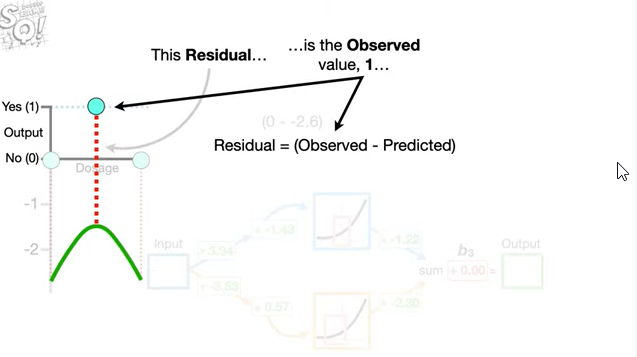 SQ!
This Residual…
…is the Observed
value, 1…
Yes (1)
Output
No (0)
Dosage
(0 - -2.6)
Residual = (Observed - Predicted)
-1
-2
Input
x 3.34
+ -1.43
x -1.22
x -3.53
+ 0.57
x -2.30
b3
sum + 0.00 =
Output